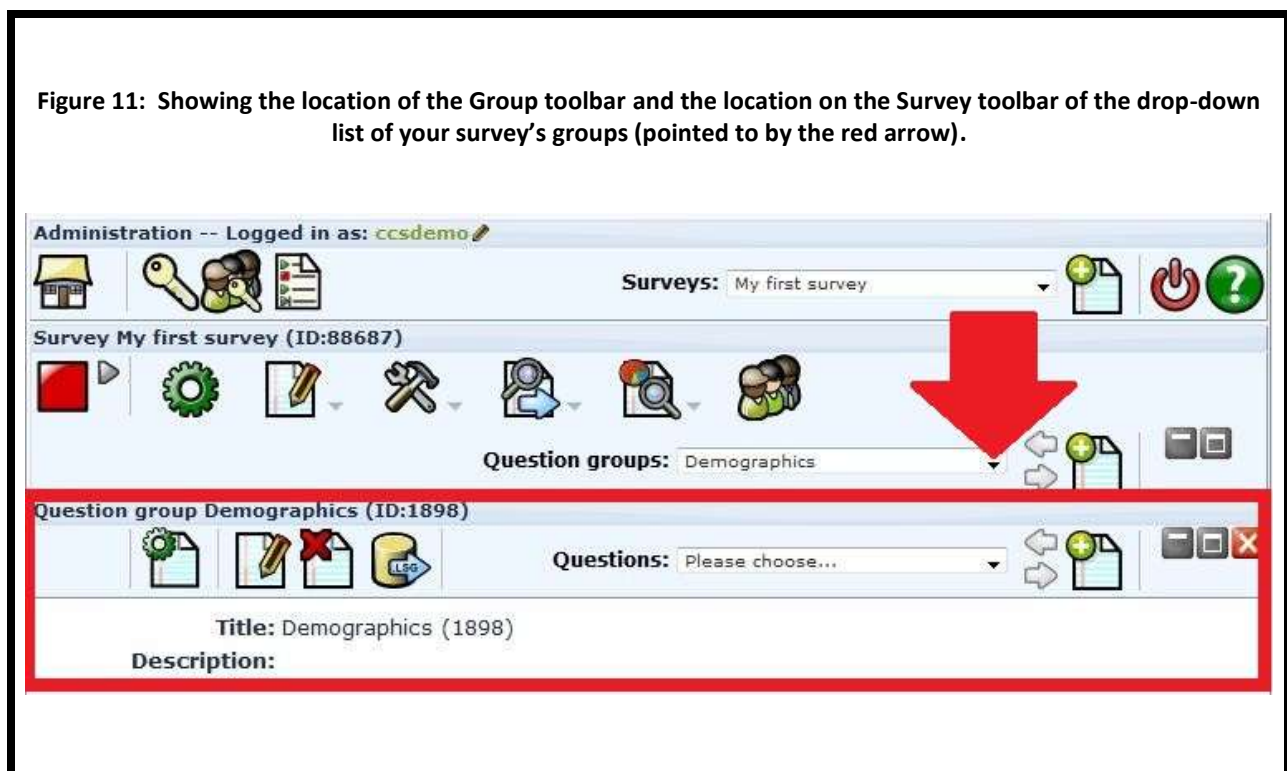 Figure 11:  Showing the location of the Group toolbar and the location on the Survey toolbar of the drop-down
list of your survey’s groups (pointed to by the red arrow).
Administration -- Logged in as: ccsdemo
Surveys: My first survey
?
Survey My first survey (ID:88687)
Question groups: Demographics
Question group Demographics (ID:1898)
.LSG
Questions: Please choose...
Title: Demographics (1898)
Description: